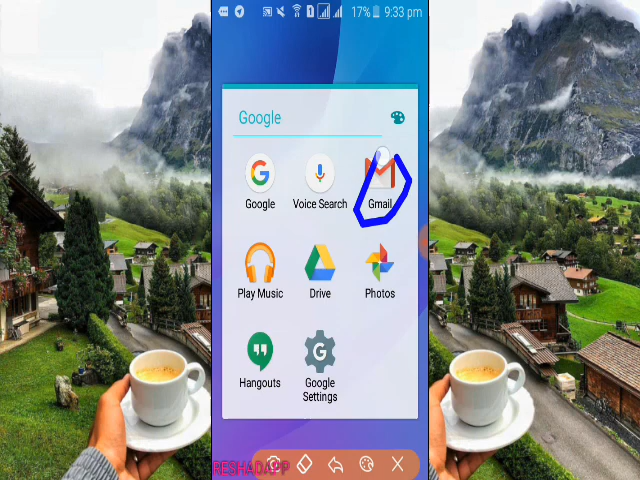 17% 9:33 pm
Google
Google Voice Search Gmail
Play Music Drive Photos
Hangouts Google
Settings
RESHADAPP